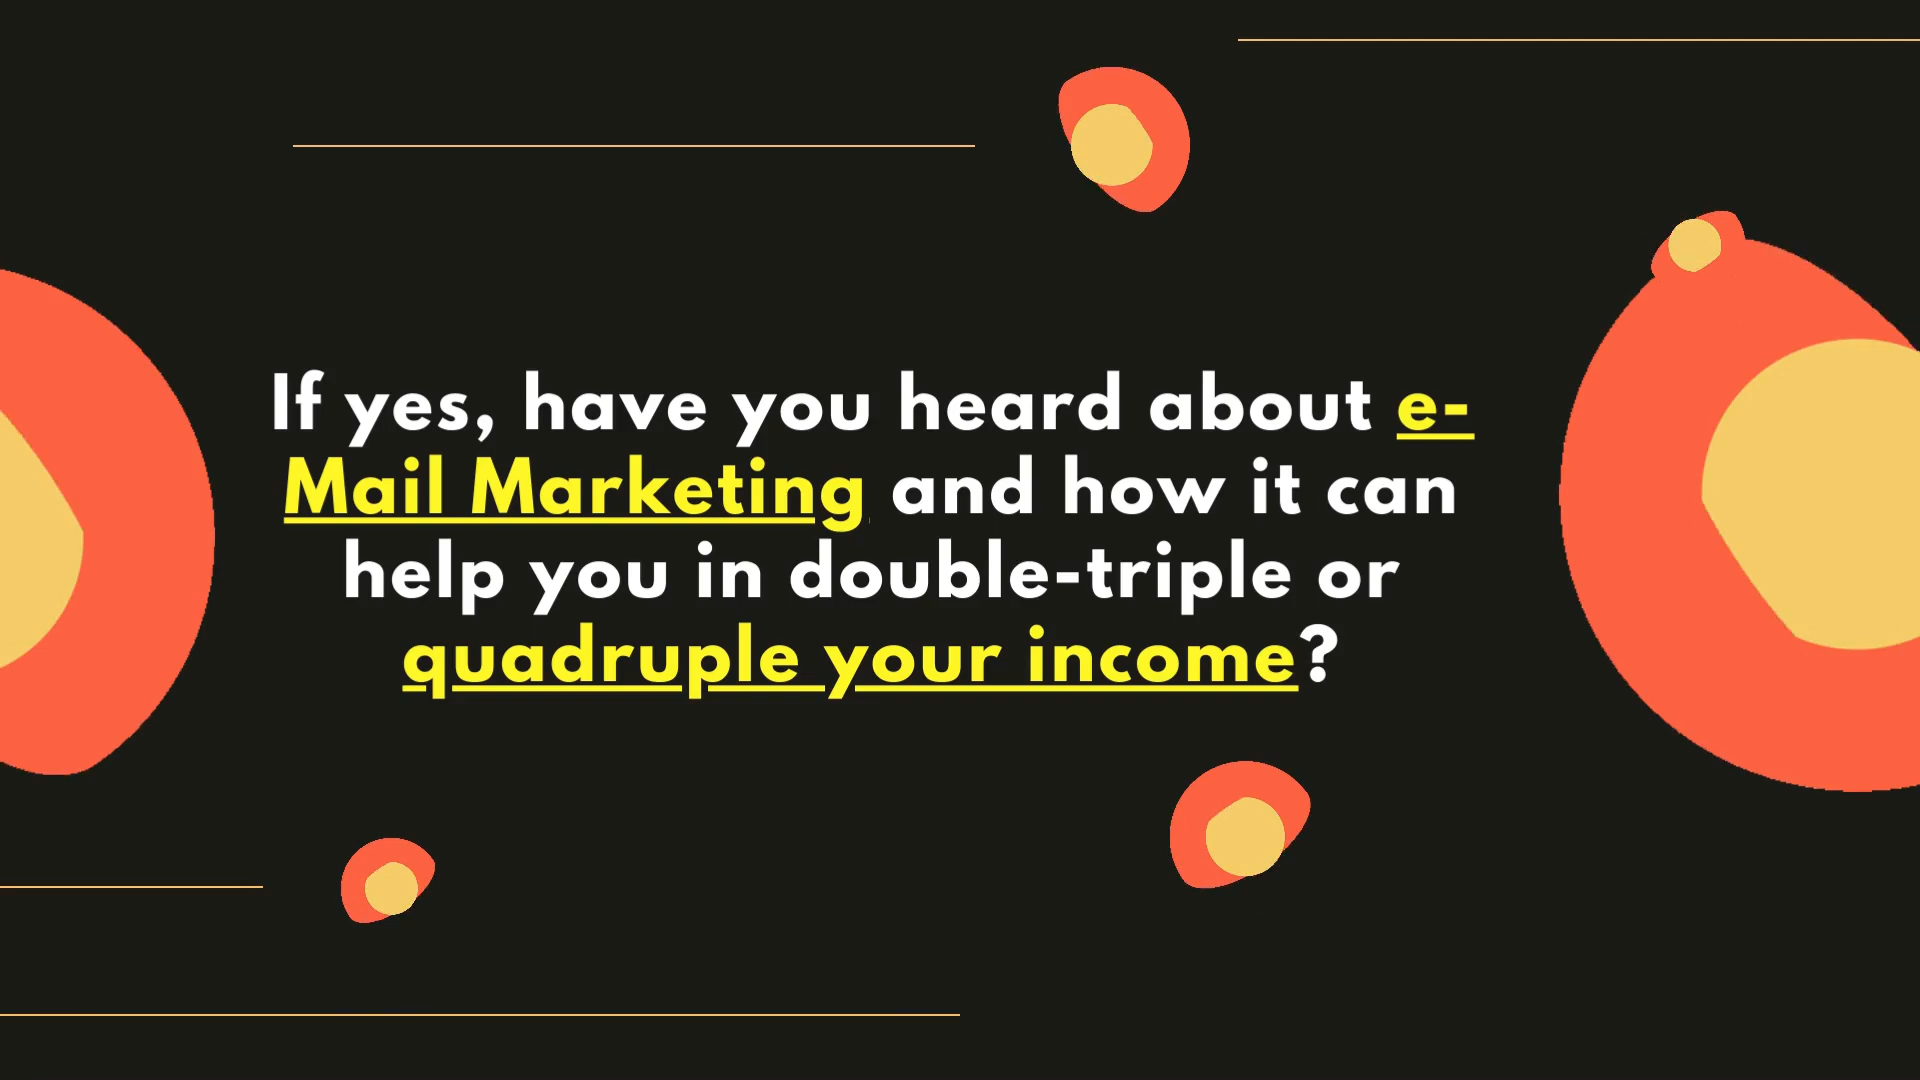 If yes, have you heard about e-
Mail Marketing and how it can
help you in double-triple or
quadruple your income?